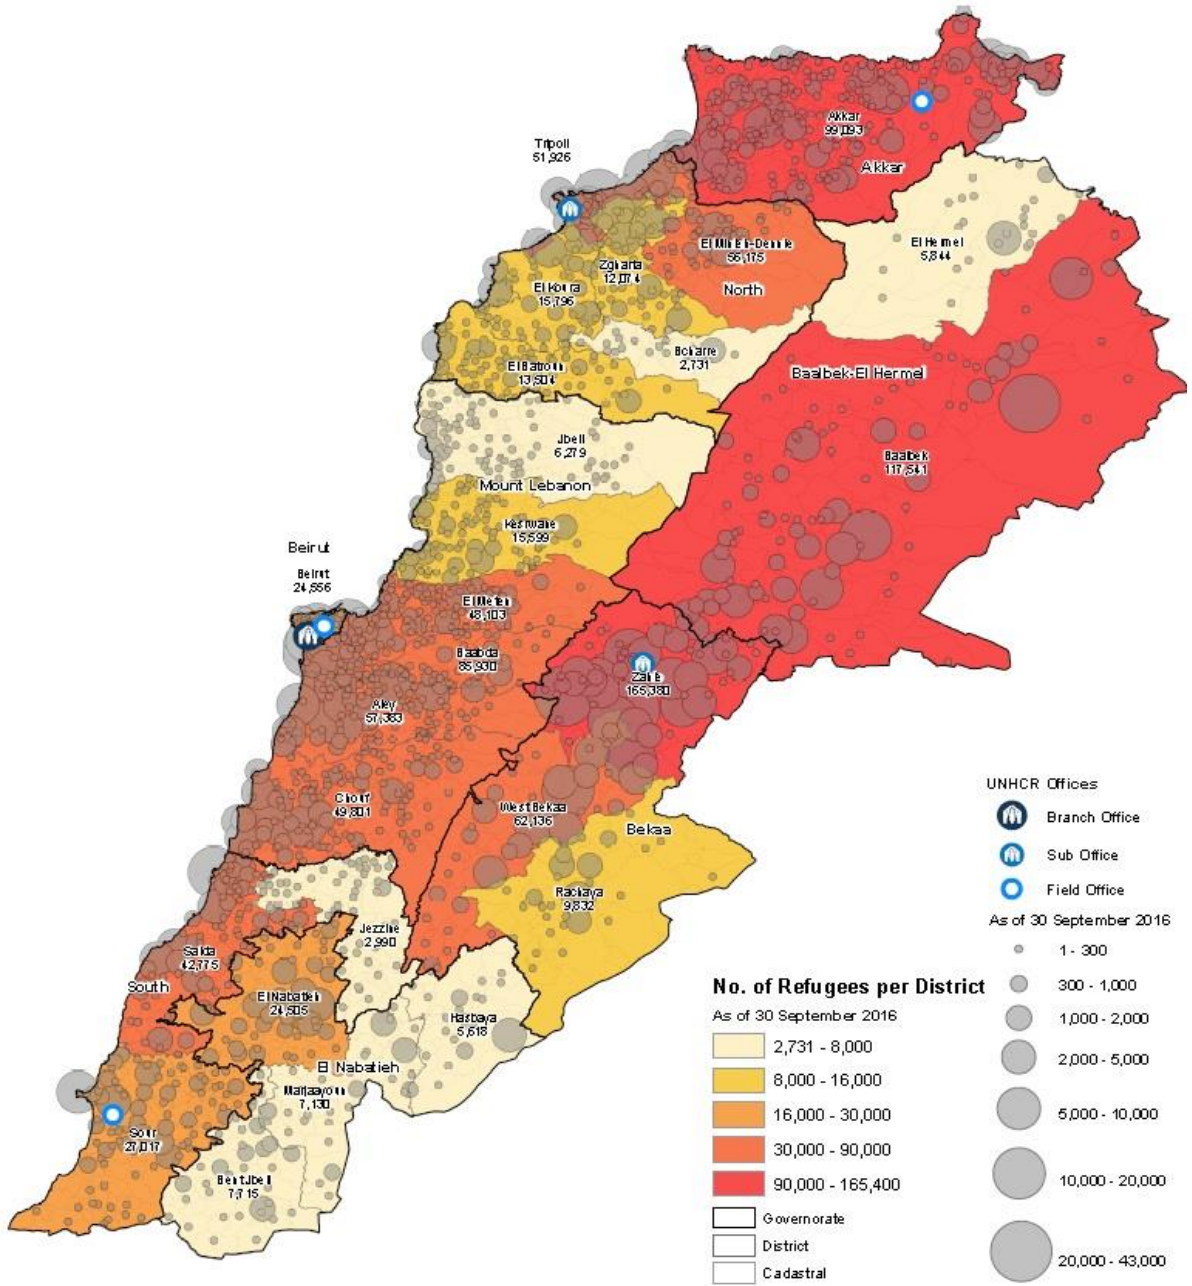 Akkar
99,093
Akkar
Tripoli
51,926
El Hermel
5,844
El Minieh-Dennie
56,175
Zgharta
12,074
North
El Koura
15,796
Bcharre
2,731
El Batroun
13,504
Baalbek-El Hermel
Jbeil
6,279
Baalbek
117,541
Mount Lebanon
Kesrwane
15,599
Beirut
Beirut
24,556
El Meten
48,103
Baabda
85,930
Zahle
165,380
Aley
57,383
Chouf
49,801
West Bekaa
62,136
Bekaa
Rachaya
9,832
Jezzine
2,990
Saida
42,775
South
El Nabatieh
24,505
Hasbaya
5,618
El Nabatieh
Marjaayoun
7,130
Sour
27,017
Bent Jbeil
7,715
UNHCR Offices
Branch Office
Sub Office
Field Office
As of 30 September 2016
1 - 300
300 - 1,000
1,000 - 2,000
2,000 - 5,000
5,000 - 10,000
10,000 - 20,000
20,000 - 43,000
No. of Refugees per District
As of 30 September 2016
2,731 - 8,000
8,000 - 16,000
16,000 - 30,000
30,000 - 90,000
90,000 - 165,400
Governorate
District
Cadastral